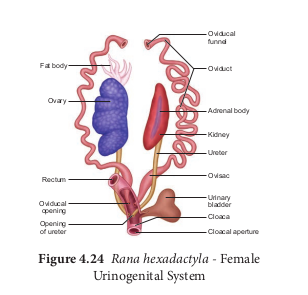 Oviducal
funnel
Fat body
Oviduct
Ovary
Adrenal body
Kidney
Ureter
Rectum
Ovisac
Oviducal
opening
Urinary
bladder
Opening
of ureter
Cloaca
Cloacal aperture
Figure 4.24 Rana hexadactyla - Female
Urinogenital System